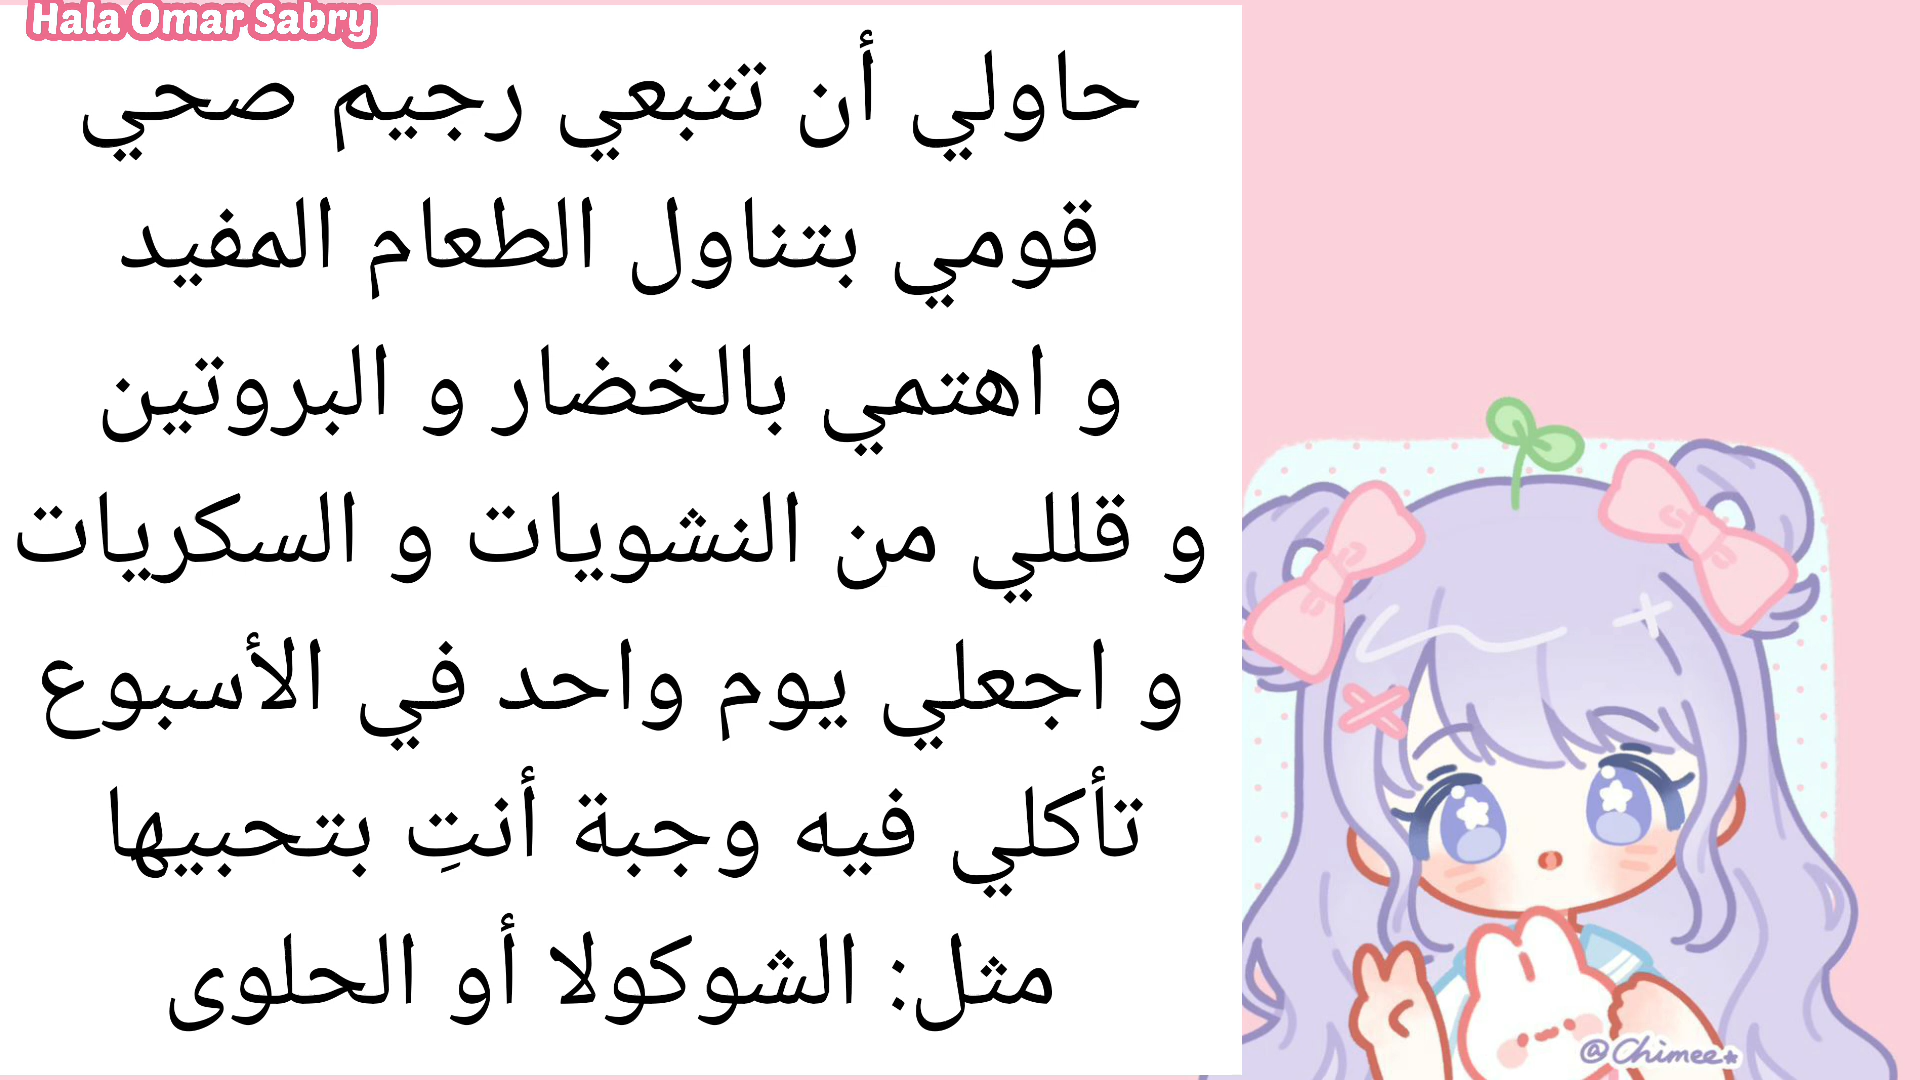 Hala Omar Sabry
حاولي أن تتبعي رجيم صحي
قومي بتناول الطعام المفيد
و اهتمي بالخضار و البروتين
و قللي من النشويات و السكريات
و اجعلي يوم واحد في الأسبوع
تأكلي فيه وجبة أنتِ بتحبيها
مثل: الشوكولا أو الحلوى
@Chimee